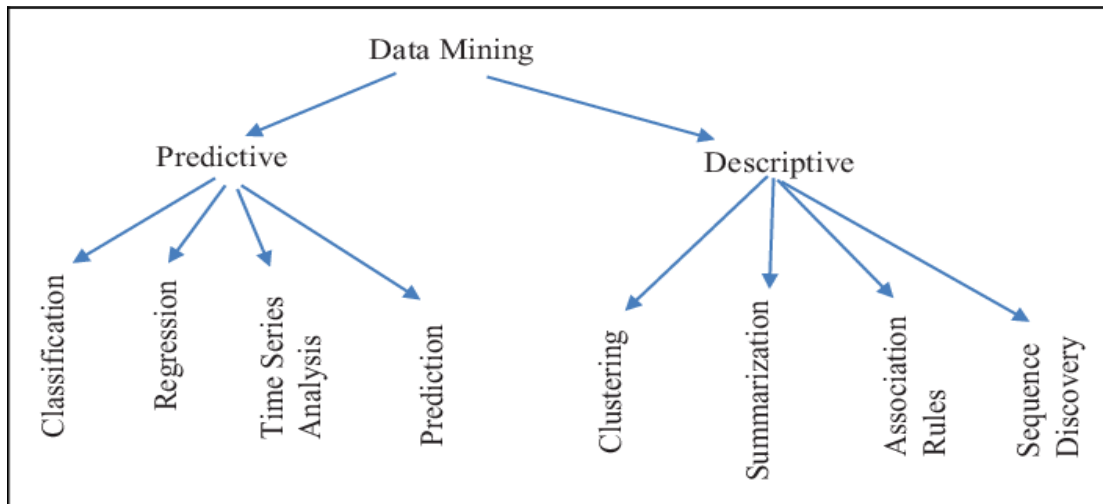 Data Mining
Predictive
Descriptive
Classification
Regression
Time Series
Analysis
Prediction
Clustering
Summarization
Association
Rules
Sequence
Discovery